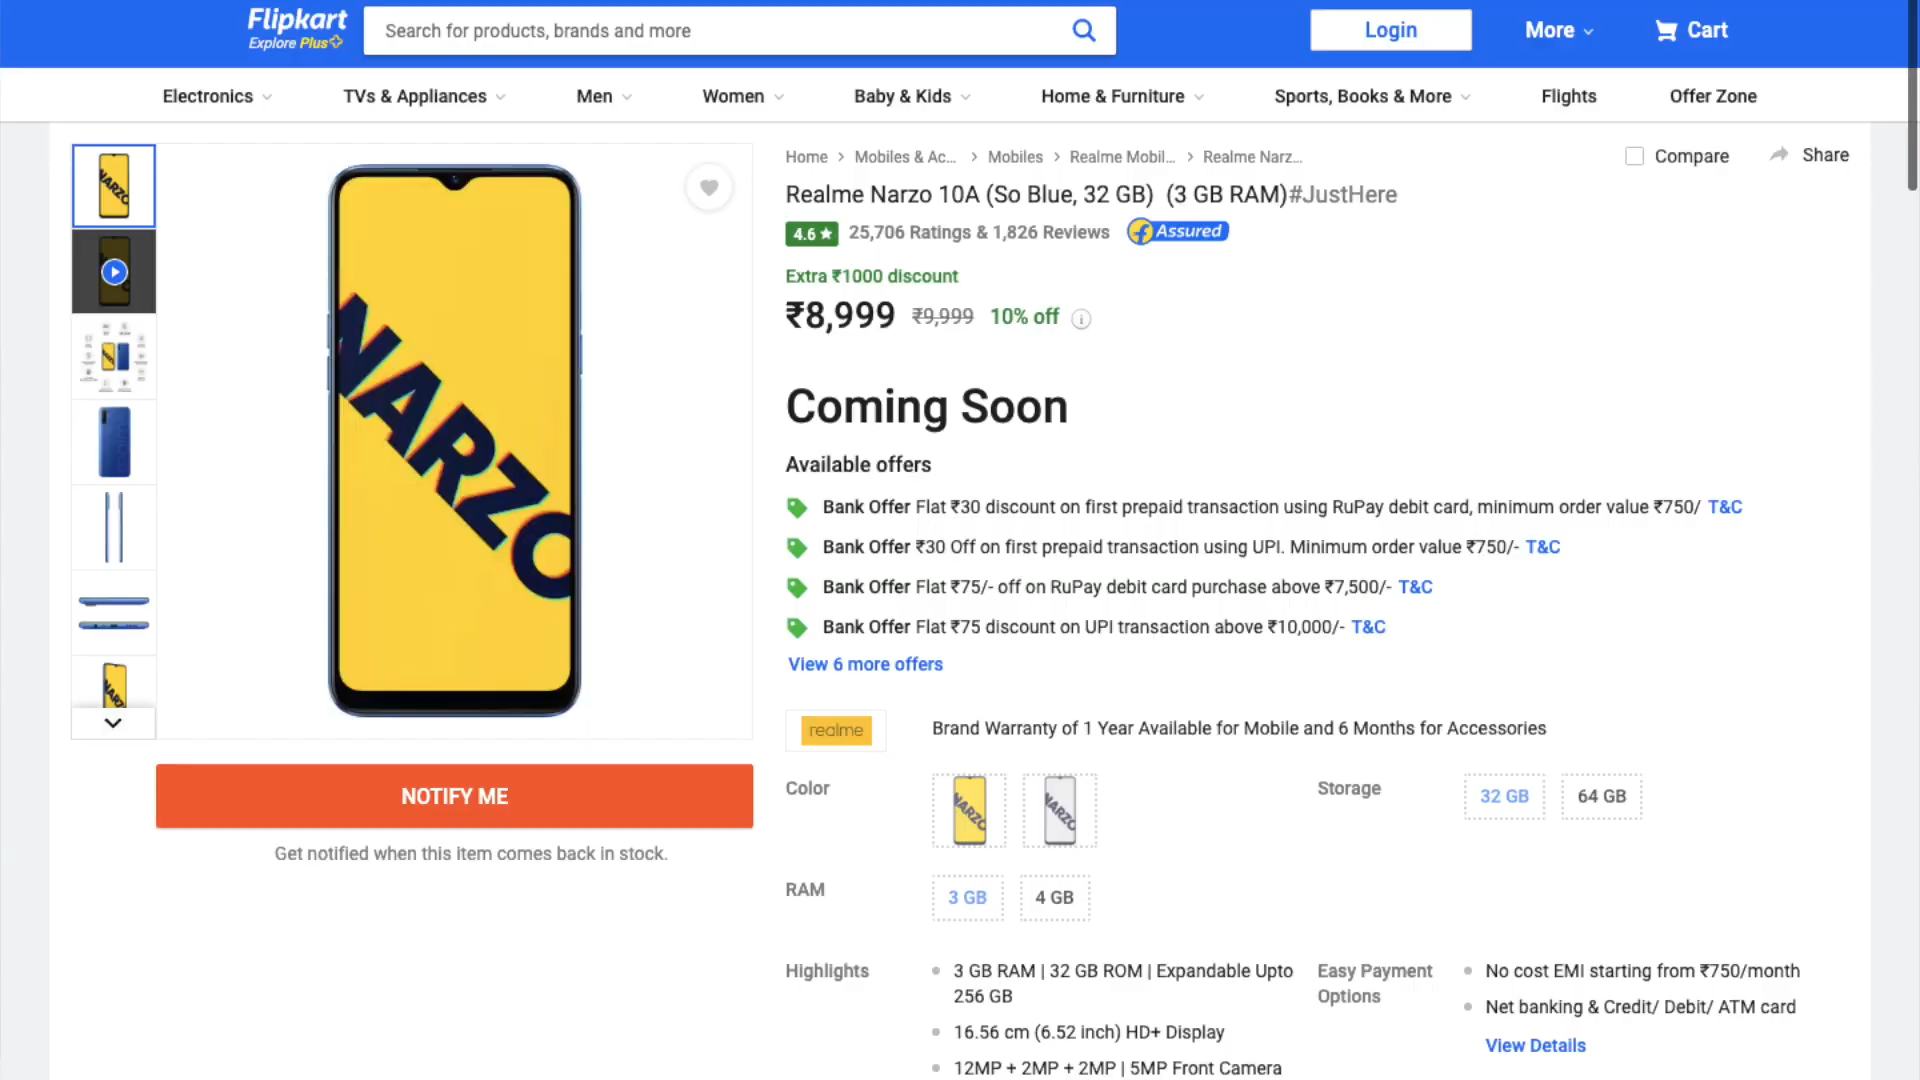 Flipkart
Explore Plus
Search for products, brands and more
Login
More
Cart
Electronics
TVs & Appliances
Men
Women
Baby & Kids
Home & Furniture
Sports, Books & More
Flights
Offer Zone
Home
Mobiles & Ac...
Mobiles
Realme Mobil...
Realme Narz...
Compare
Share
Realme Narzo 10A (So Blue, 32 GB) (3 GB RAM)#JustHere
4.6 ★ 25,706 Ratings & 1,826 Reviews
Assured
Extra ₹1000 discount
₹8,999 ₹9,999 10% off
Coming Soon
Available offers
Bank Offer Flat ₹30 discount on first prepaid transaction using RuPay debit card, minimum order value ₹750/ T&C
Bank Offer ₹30 Off on first prepaid transaction using UPI. Minimum order value ₹750/- T&C
Bank Offer Flat ₹75/- off on RuPay debit card purchase above ₹7,500/- T&C
Bank Offer Flat ₹75 discount on UPI transaction above ₹10,000/- T&C
View 6 more offers
realme
Brand Warranty of 1 Year Available for Mobile and 6 Months for Accessories
NARZO
NARZO
NARZO
NOTIFY ME
Get notified when this item comes back in stock.
Color
NARZO
NARZO
Storage
32 GB
64 GB
RAM
3 GB
4 GB
Highlights
3 GB RAM | 32 GB ROM | Expandable Upto
256 GB
16.56 cm (6.52 inch) HD+ Display
12MP + 2MP + 2MP | 5MP Front Camera
Easy Payment
Options
No cost EMI starting from ₹750/month
Net banking & Credit/ Debit/ ATM card
View Details